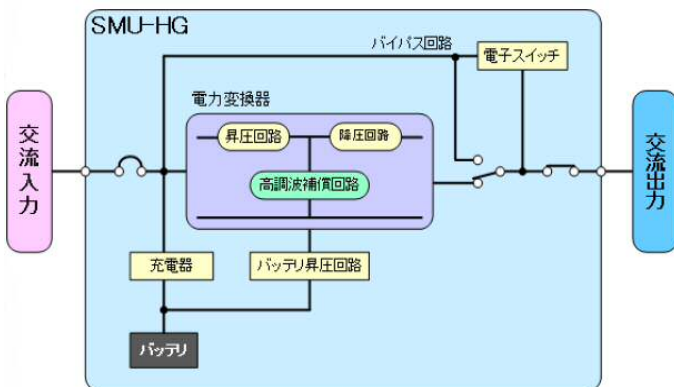 SMU-HG
バイパス回路
電子スイッチ
電力変換器
昇圧回路
降圧回路
高調波補償回路
交流入力
交流出力
充電器
バッテリ昇圧回路
バッテリ